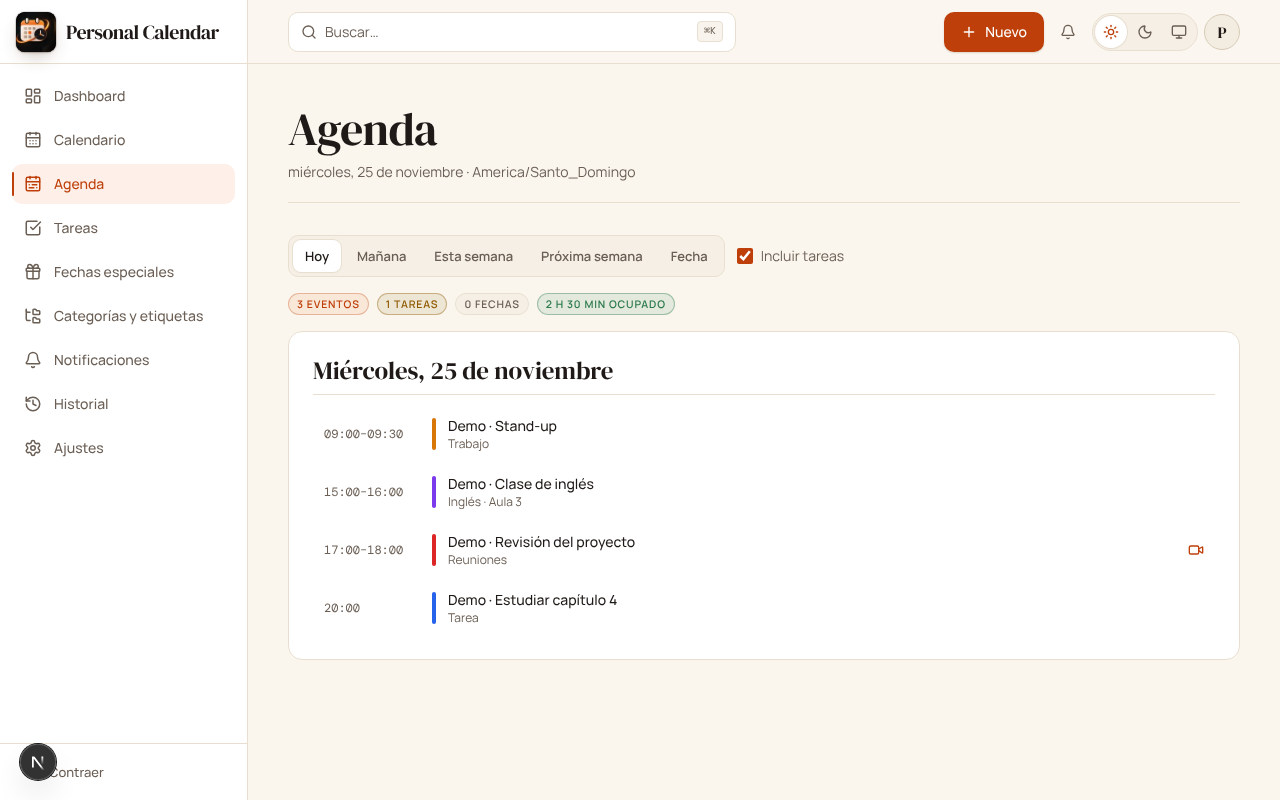 Personal Calendar
Buscar...
⌘K
Nuevo
P
Dashboard
Calendario
Agenda
Tareas
Fechas especiales
Categorías y etiquetas
Notificaciones
Historial
Ajustes
N
Contraer
Agenda
miércoles, 25 de noviembre · America/Santo_Domingo
Hoy Mañana Esta semana Próxima semana Fecha Incluir tareas
3 EVENTOS 1 TAREAS 0 FECHAS 2 H 30 MIN OCUPADO
Miércoles, 25 de noviembre
09:00–09:30
Demo · Stand-up
Trabajo
15:00–16:00
Demo · Clase de inglés
Inglés · Aula 3
17:00–18:00
Demo · Revisión del proyecto
Reuniones
20:00
Demo · Estudiar capítulo 4
Tarea